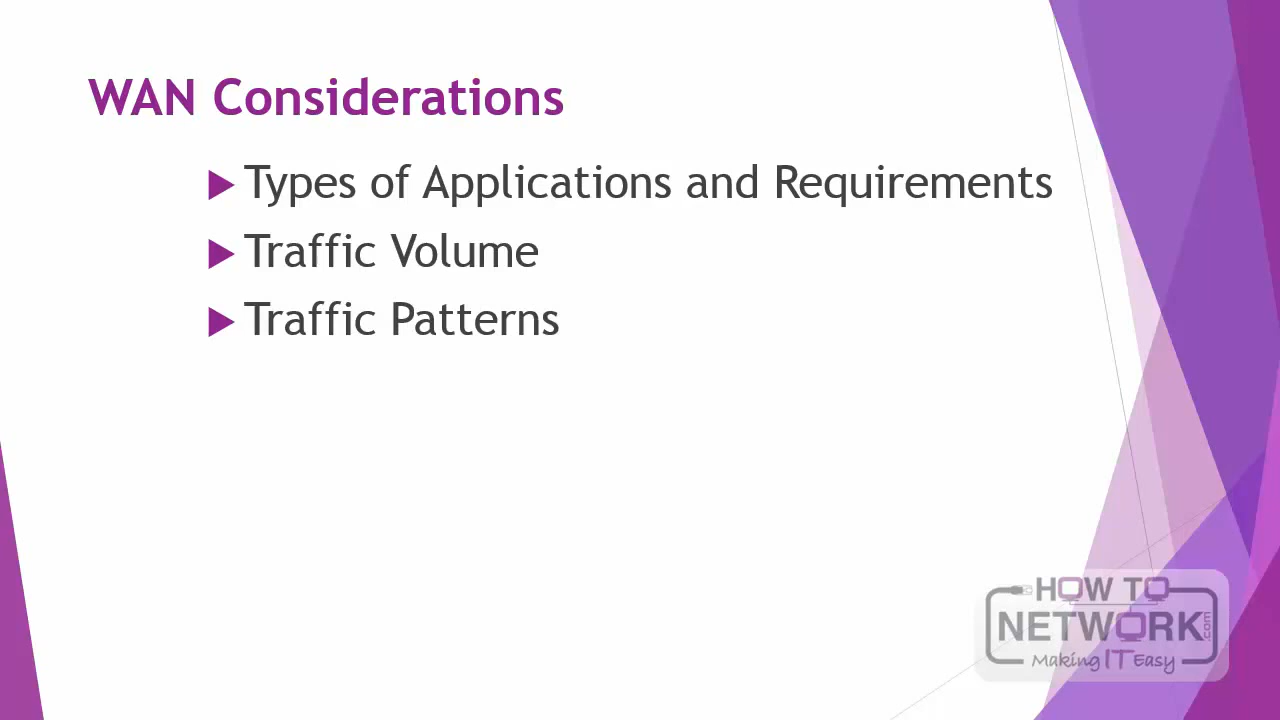 WAN Considerations
Types of Applications and Requirements
Traffic Volume
Traffic Patterns
HOW TO
NETWORK.com
Making IT Easy